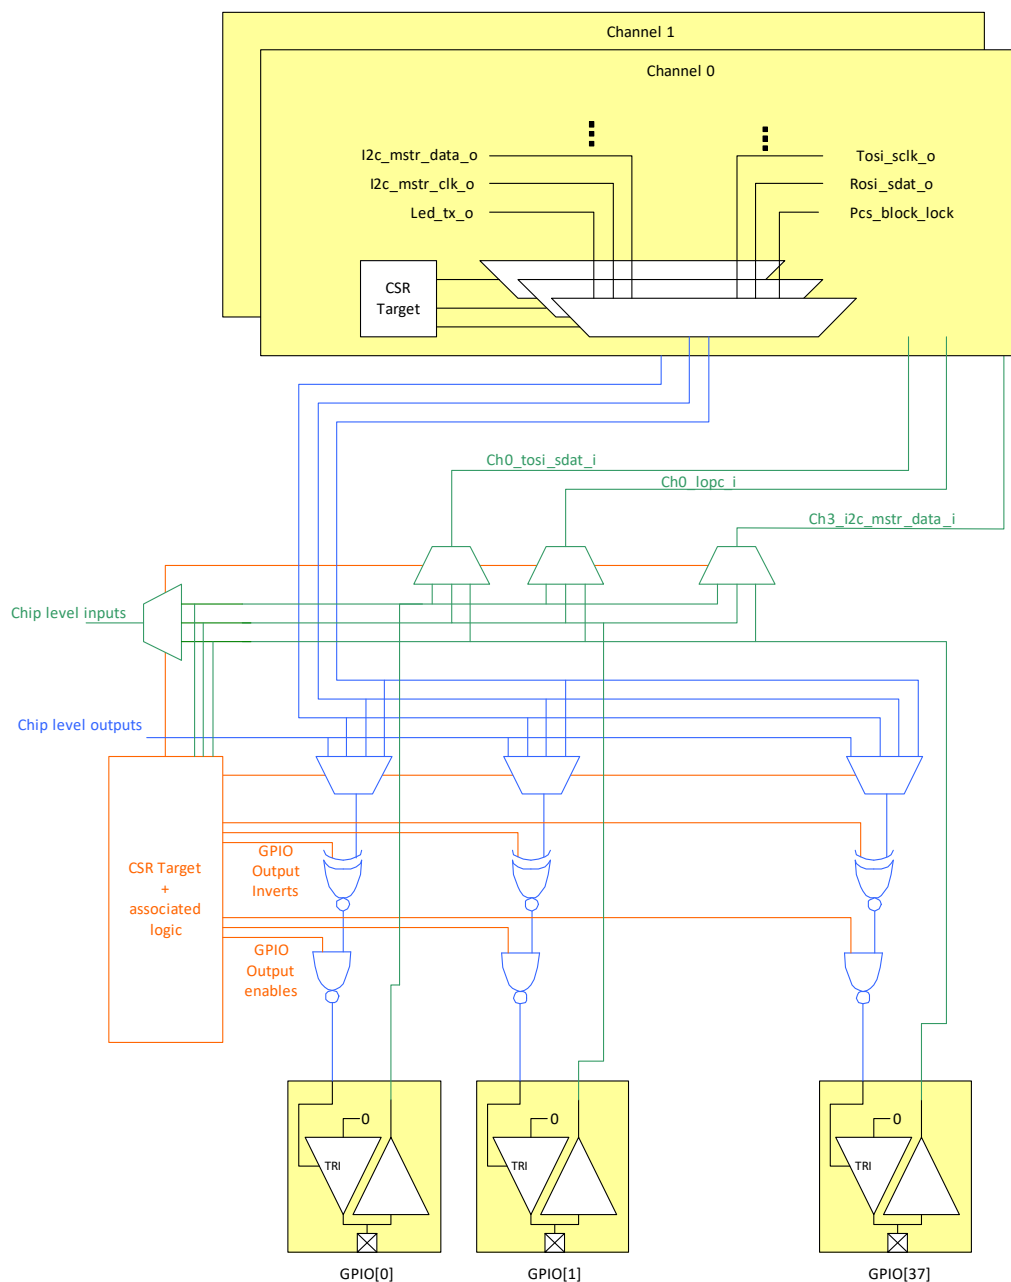 Channel 1
Channel 0
I2c_mstr_data_o
I2c_mstr_clk_o
Led_tx_o
Tosi_sclk_o
Rosi_sdat_o
Pcs_block_lock
CSR
Target
Ch0_tosi_sdat_i
Ch0_lopc_i
Ch3_i2c_mstr_data_i
Chip level inputs
Chip level outputs
CSR Target
+
associated
logic
GPIO
Output
Inverts
GPIO
Output
enables
0
TRI
0
TRI
0
TRI
GPIO[0]
GPIO[1]
GPIO[37]